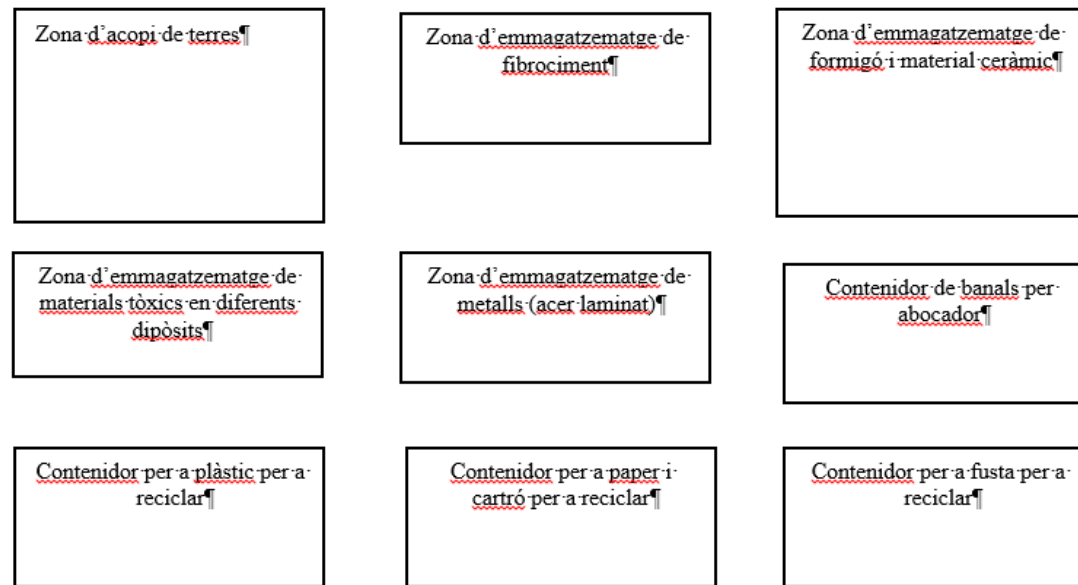 Zona d’acopi de terres¶
Zona d’emmagatzematge de
fibrociment¶
Zona d’emmagatzematge de
formigó i material ceràmic¶
Zona d’emmagatzematge de
materials tòxics en diferents
dipòsits¶
Zona d’emmagatzematge de
metalls (acer laminat)¶
Contenidor de banals per
abocador¶
Contenidor per a plàstic per a
reciclar¶
Contenidor per a paper i
cartró per a reciclar¶
Contenidor per a fusta per a
reciclar¶